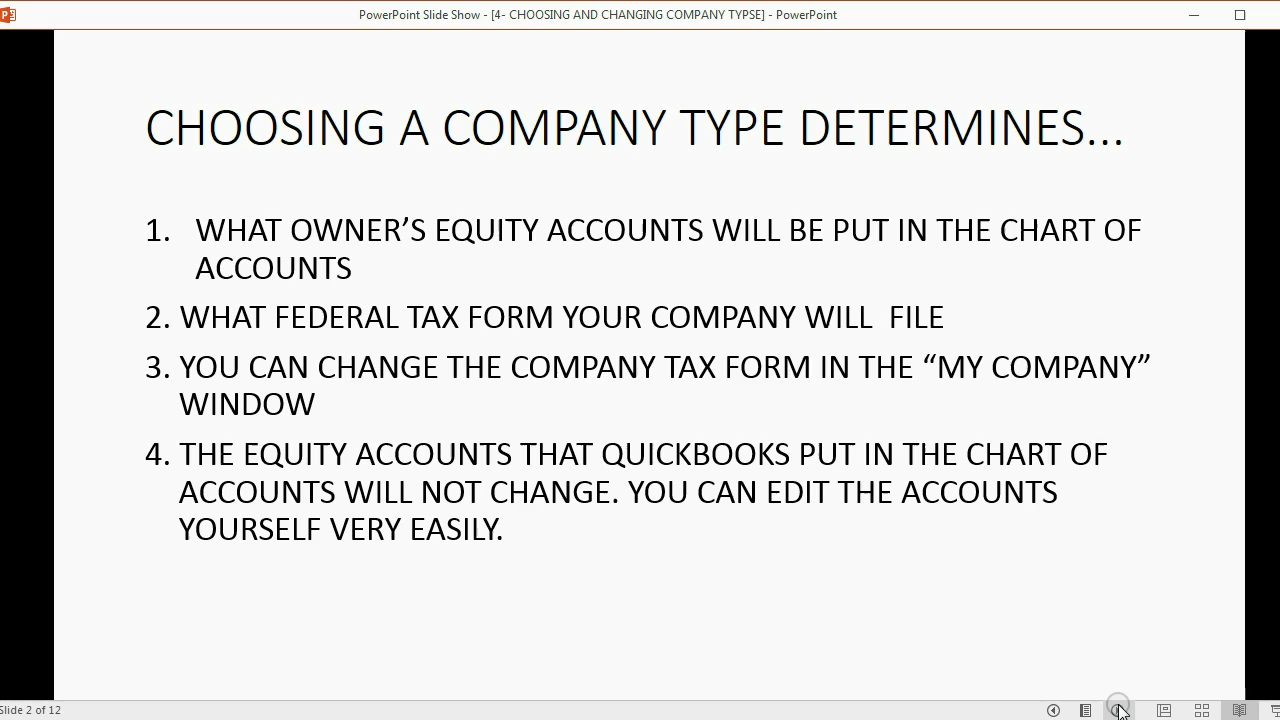 PowerPoint Slide Show - [4- CHOOSING AND CHANGING COMPANY TYPSE] - PowerPoint
CHOOSING A COMPANY TYPE DETERMINES...
1. WHAT OWNER’S EQUITY ACCOUNTS WILL BE PUT IN THE CHART OF
ACCOUNTS
2. WHAT FEDERAL TAX FORM YOUR COMPANY WILL  FILE
3. YOU CAN CHANGE THE COMPANY TAX FORM IN THE “MY COMPANY”
WINDOW
4. THE EQUITY ACCOUNTS THAT QUICKBOOKS PUT IN THE CHART OF
ACCOUNTS WILL NOT CHANGE. YOU CAN EDIT THE ACCOUNTS
YOURSELF VERY EASILY.
Slide 2 of 12